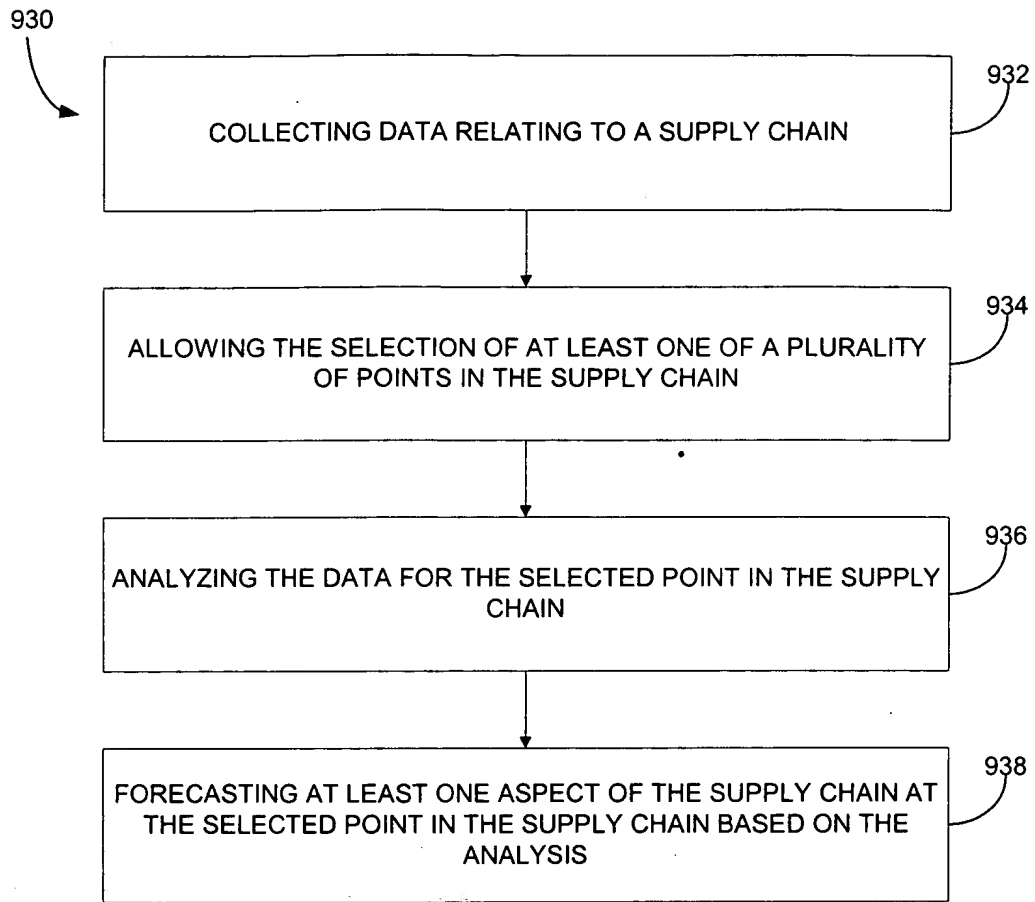 930
932
COLLECTING DATA RELATING TO A SUPPLY CHAIN
934
ALLOWING THE SELECTION OF AT LEAST ONE OF A PLURALITY
OF POINTS IN THE SUPPLY CHAIN
936
ANALYZING THE DATA FOR THE SELECTED POINT IN THE SUPPLY
CHAIN
938
FORECASTING AT LEAST ONE ASPECT OF THE SUPPLY CHAIN AT
THE SELECTED POINT IN THE SUPPLY CHAIN BASED ON THE
ANALYSIS